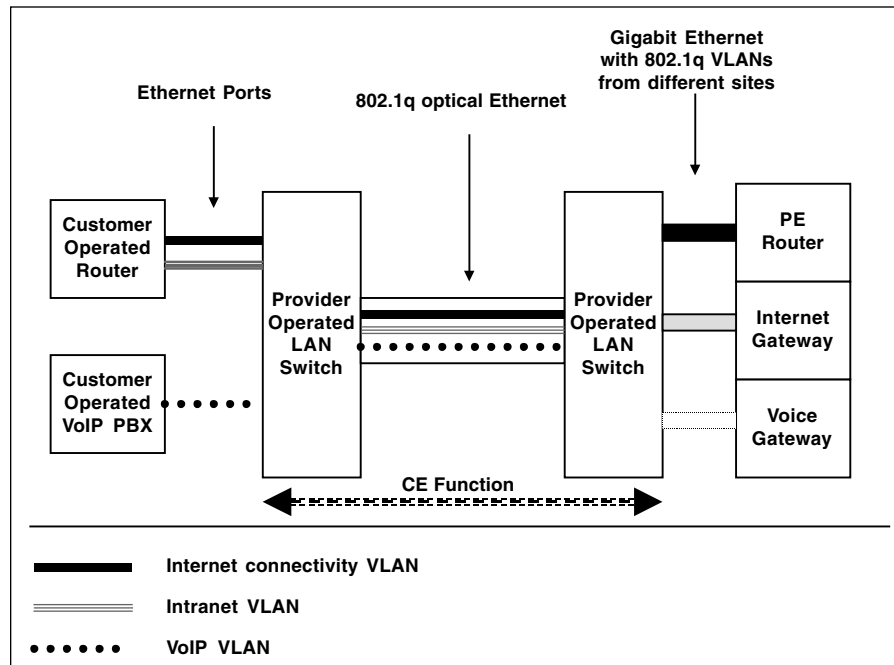 Gigabit Ethernet
with 802.1q VLANs
from different sites
Ethernet Ports
802.1q optical Ethernet
Customer
Operated
Router
Provider
Operated
LAN
Switch
Provider
Operated
LAN
Switch
PE
Router
Internet
Gateway
Customer
Operated
VoIP PBX
Voice
Gateway
CE Function
Internet connectivity VLAN
Intranet VLAN
VoIP VLAN